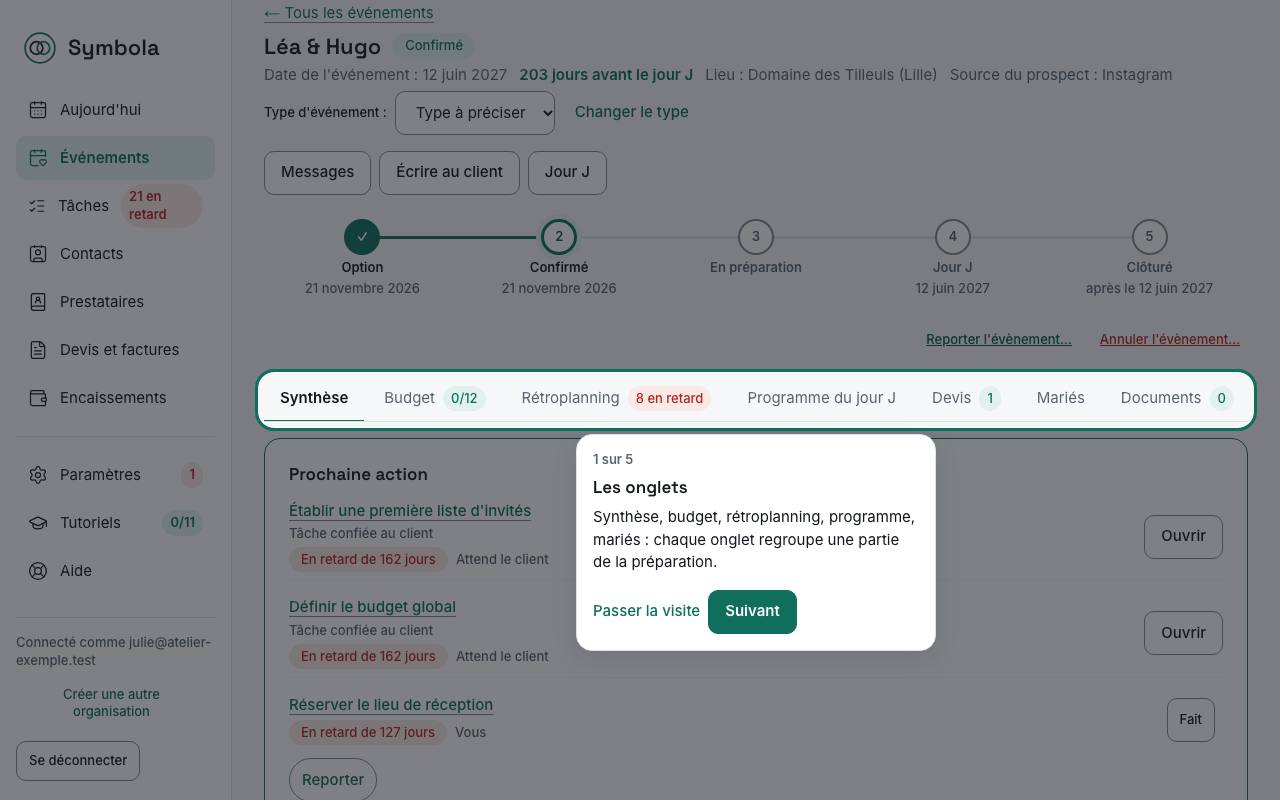 Symbola
Aujourd'hui
Événements
Tâches
21 en
retard
Contacts
Prestataires
Devis et factures
Encaissements
Paramètres
1
Tutoriels
0/11
Aide
Connecté comme julie@atelier-
exemple.test
Créer une autre
organisation
Se déconnecter
← Tous les événements
Léa & Hugo
Confirmé
Date de l'événement : 12 juin 2027 203 jours avant le jour J Lieu : Domaine des Tilleuls (Lille) Source du prospect : Instagram
Type d'événement : Type à préciser Changer le type
Messages Écrire au client Jour J
2 3 4 5
Option Confirmé En préparation Jour J Clôturé
21 novembre 2026 21 novembre 2026 12 juin 2027 après le 12 juin 2027
Reporter l'évènement... Annuler l'évènement...
Synthèse Budget 0/12 Rétroplanning 8 en retard Programme du jour J Devis 1 Mariés Documents 0
1 sur 5
Les onglets
Synthèse, budget, rétroplanning, programme,
mariés : chaque onglet regroupe une partie
de la préparation.
Passer la visite Suivant
Prochaine action
Établir une première liste d'invités
Tâche confiée au client
En retard de 162 jours Attend le client
Ouvrir
Définir le budget global
Tâche confiée au client
En retard de 162 jours Attend le client
Ouvrir
Réserver le lieu de réception
En retard de 127 jours Vous
Fait
Reporter